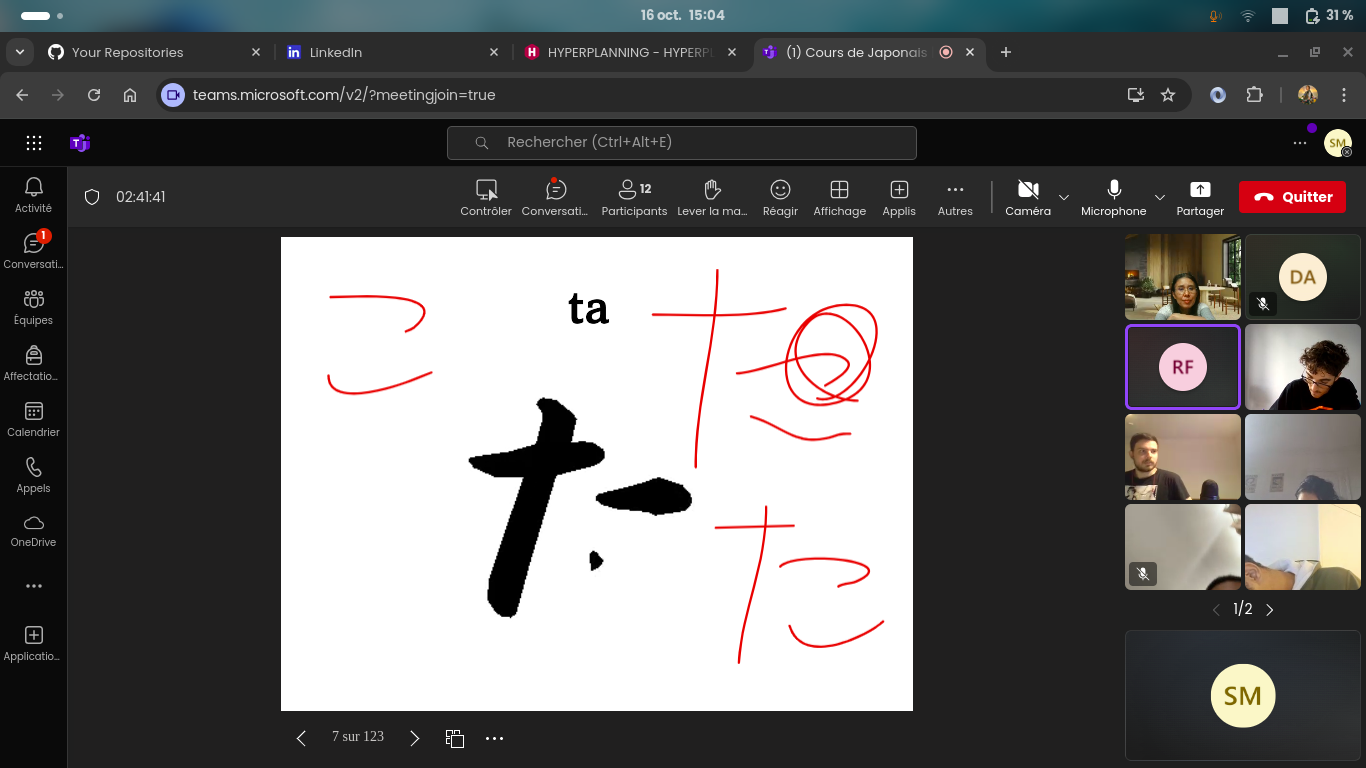 16 oct. 15:04
31 %
Your Repositories
LinkedIn
HYPERPLANNING - HYPERPL
(1) Cours de Japonais
teams.microsoft.com/v2/?meetingjoin=true
Rechercher (Ctrl+Alt+E)
SM
02:41:41
Contrôler
Conversati...
12
Participants
Lever la ma...
Réagir
Affichage
Applis
Autres
Caméra
Microphone
Partager
Quitter
Activité
1
Conversati...
Équipes
Affectatio...
Calendrier
Appels
OneDrive
Applicatio...
こ
ta
た
た
DA
RF
1/2
SM
7 sur 123